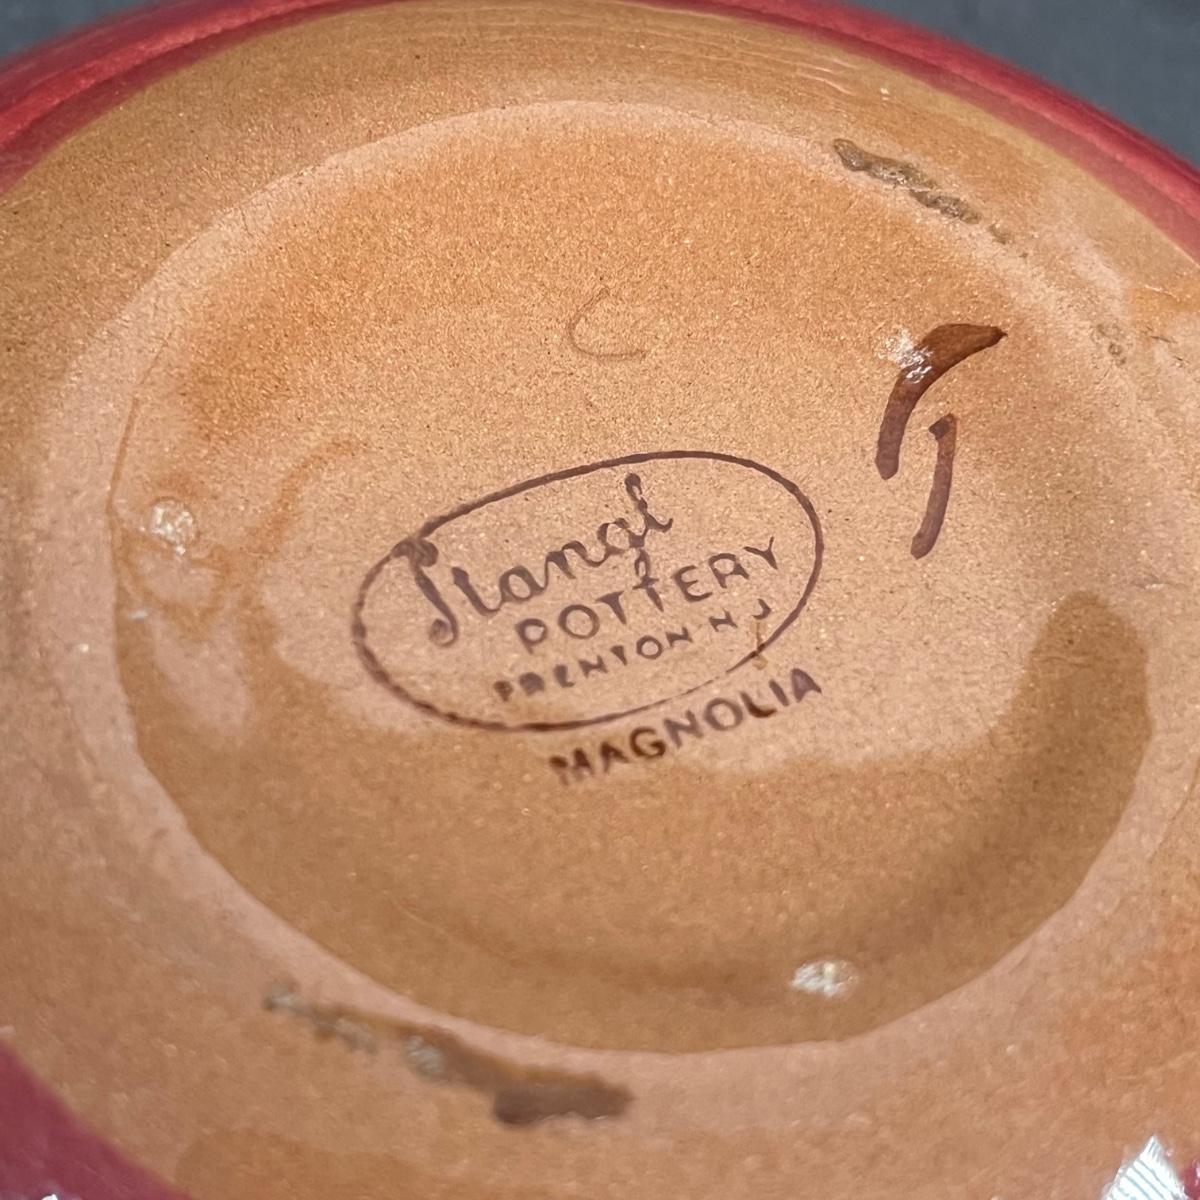 Stangl
POTTERY
TRENTON N J
MAGNOLIA